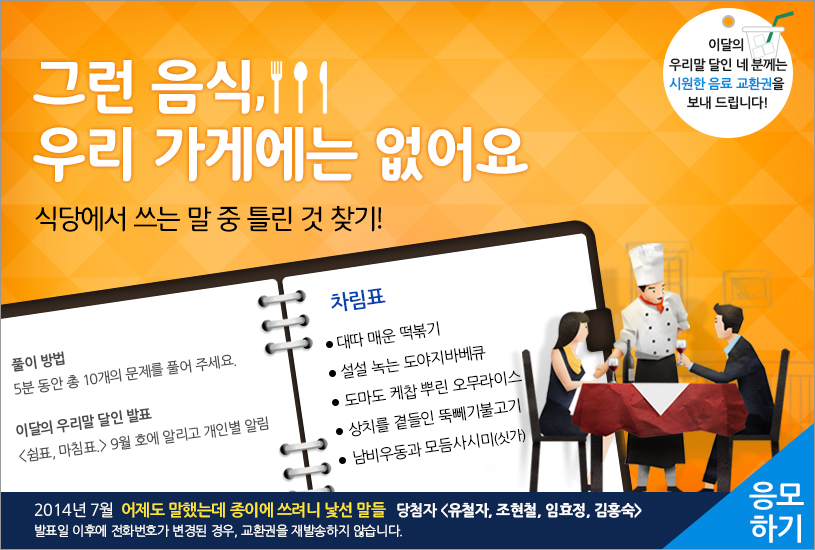 이달의
우리말 달인 네 분께는
시원한 음료 교환권을
보내 드립니다!
그런 음식,
우리 가게에는 없어요
식당에서 쓰는 말 중 틀린 것 찾기!
풀이 방법
5분 동안 총 10개의 문제를 풀어 주세요.
이달의 우리말 달인 발표
<쉼표, 마침표.> 9월 호에 알리고 개인별 알림
차림표
● 대따 매운 떡볶기
● 설설 녹는 도야지바베큐
● 도마도 케찹 뿌린 오무라이스
● 상치를 곁들인 뚝빼기불고기
● 남비우동과 모듬사시미(싯가)
2014년 7월 어제도 말했는데 종이에 쓰려니 낯선 말들 당첨자 <유철자, 조현철, 임효정, 김홍숙>
발표일 이후에 전화번호가 변경된 경우, 교환권을 재발송하지 않습니다.
응모
하기